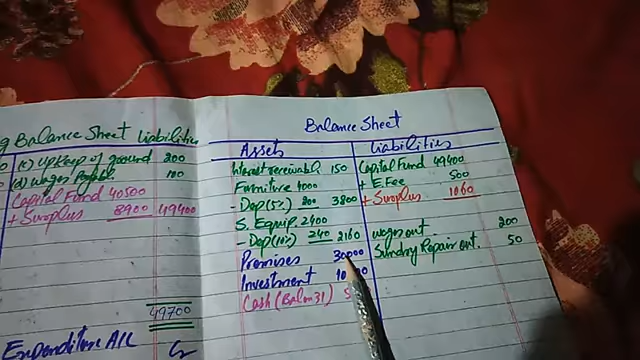 g Balance Sheet Liabilities
(c) Upkeep of ground 200
(d) wages 100
Capital Fund 40500
+ Surplus 8900 49400
49700
Expenditure A/c
Balance Sheet
Assets
Interest receivable 150
Furniture 4000
- Dep (5%) 200 3800
S. Equip. 2400
- Dep (10%) 240 2160
Premises 30000
Investment
Cash (Bal on 31)
Liabilities
Capital Fund 49400
+ E. Fee 500
+ Surplus 1060
wages out. 200
Sundry Repair out. 50